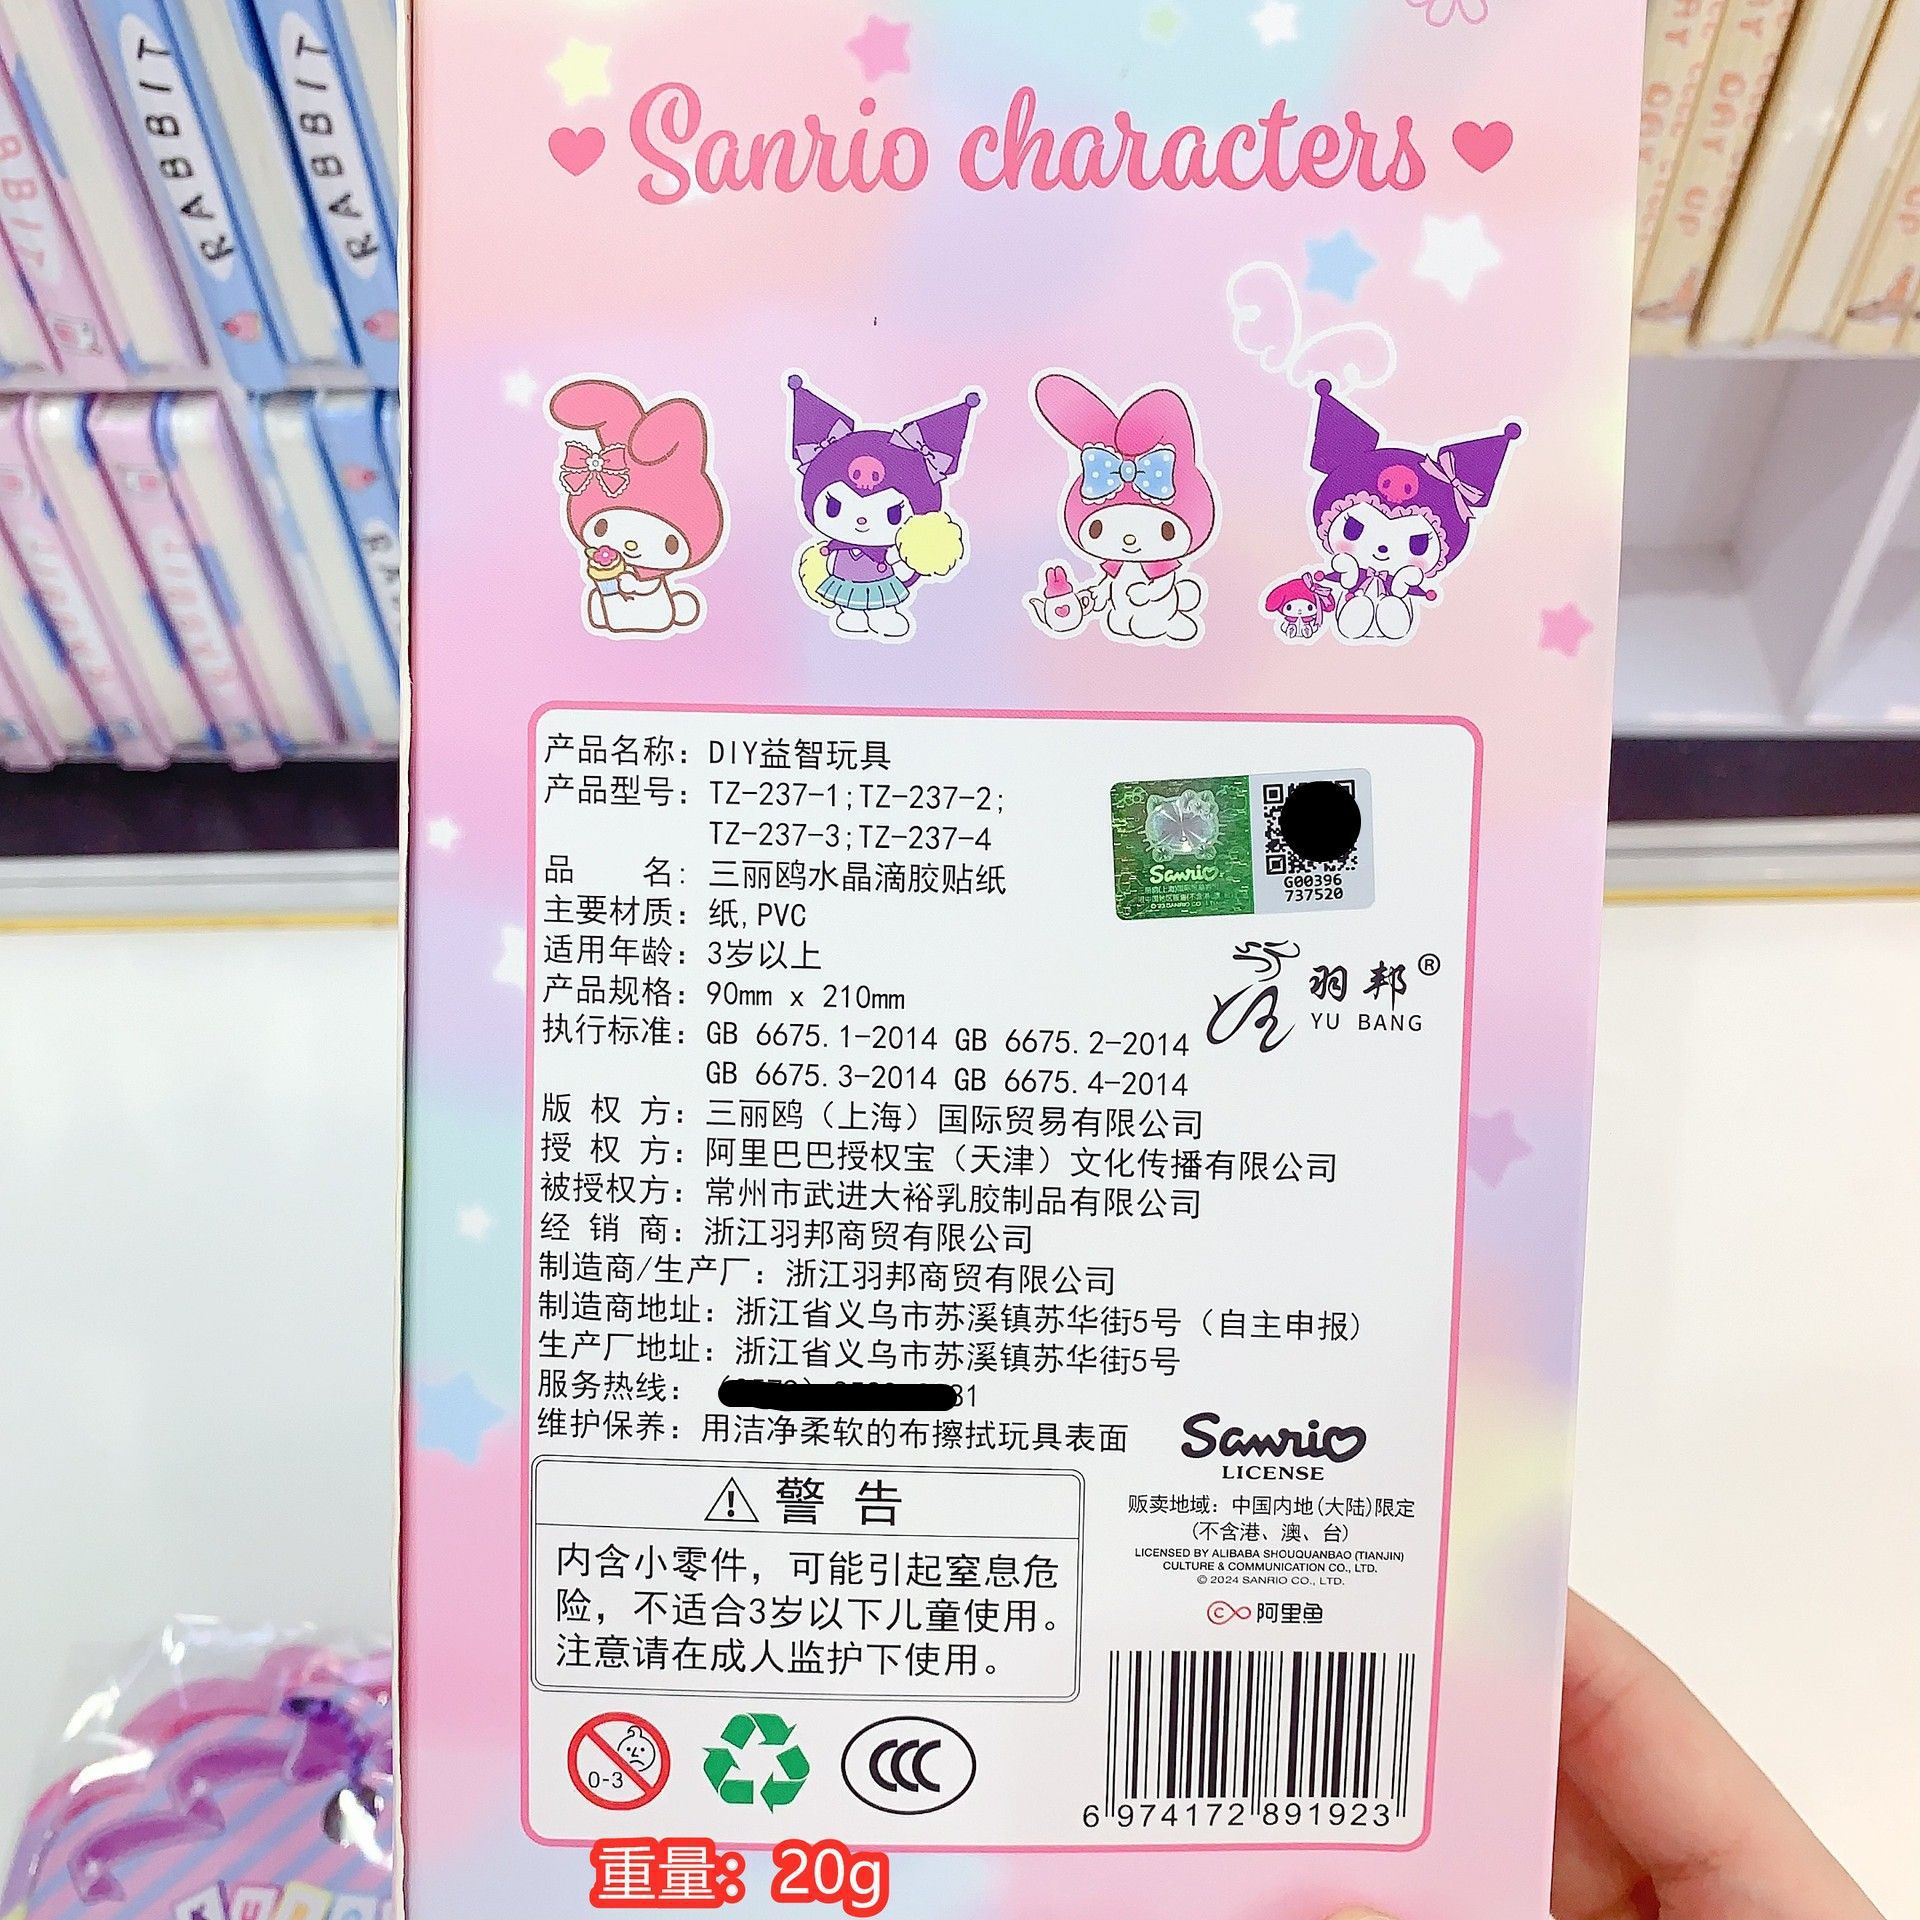 RABBIT
RABBIT
Sanrio characters
产品名称：DIY益智玩具
产品型号：TZ-237-1;TZ-237-2;
TZ-237-3;TZ-237-4
品 名：三丽鸥水晶滴胶贴纸
主要材质：纸,PVC
适用年龄：3岁以上
产品规格：90mm x 210mm
执行标准：GB 6675.1-2014 GB 6675.2-2014
GB 6675.3-2014 GB 6675.4-2014
版 权 方：三丽鸥（上海）国际贸易有限公司
授 权 方：阿里巴巴授权宝（天津）文化传播有限公司
被授权方：常州市武进大裕乳胶制品有限公司
经 销 商：浙江羽邦商贸有限公司
制造商/生产厂：浙江羽邦商贸有限公司
制造商地址：浙江省义乌市苏溪镇苏华街5号（自主申报）
生产厂地址：浙江省义乌市苏溪镇苏华街5号
服务热线：
维护保养：用洁净柔软的布擦拭玩具表面
Sanrio
G00396
737520
羽邦®
YU BANG
警 告
内含小零件，可能引起窒息危
险，不适合3岁以下儿童使用。
注意请在成人监护下使用。
Sanrio
LICENSE
贩卖地域：中国内地(大陆)限定
(不含港、澳、台)
LICENSED BY ALIBABA SHOUQUANBAO (TIANJIN)
CULTURE & COMMUNICATION CO., LTD.
© 2024 SANRIO CO., LTD.
阿里鱼
0-3
CCC
6 974172 891923
重量：20g